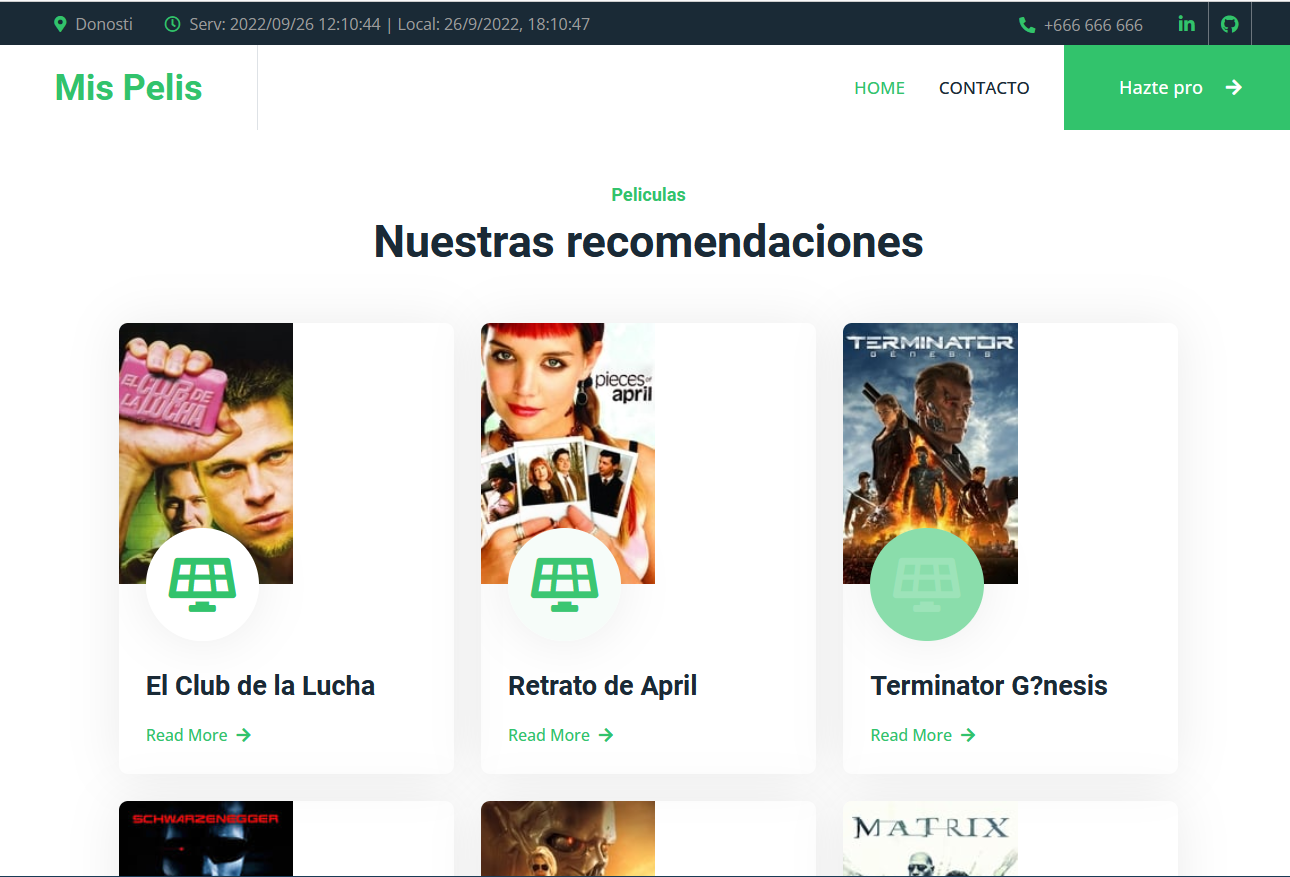 Donosti Serv: 2022/09/26 12:10:44 | Local: 26/9/2022, 18:10:47 +666 666 666 in
Mis Pelis HOME CONTACTO Hazte pro
Peliculas
Nuestras recomendaciones
EL CLUB DE
LA LUCHA
pieces of
april
TERMINATOR
GENESIS
El Club de la Lucha
Read More
Retrato de April
Read More
Terminator G?nesis
Read More
SCHWARZENEGGER
MATRIX